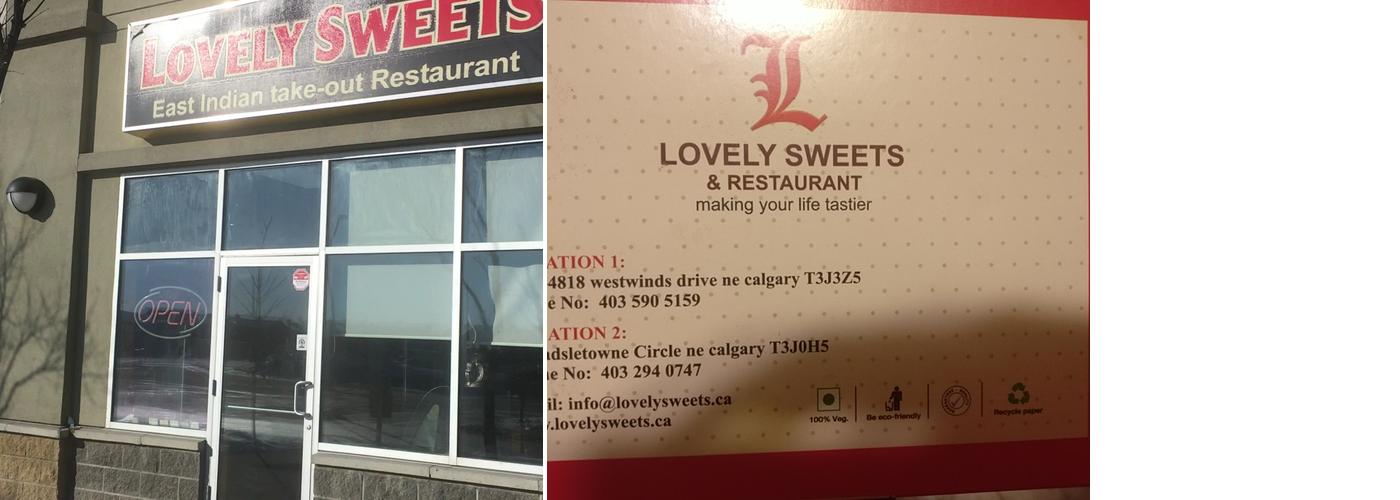 LOVELY SWEETS
East Indian take-out Restaurant
OPEN
L
LOVELY SWEETS
& RESTAURANT
making your life tastier
ATION 1:
4818 westwinds drive ne calgary T3J3Z5
e No: 403 590 5159
ATION 2:
adsletowne Circle ne calgary T3J0H5
e No: 403 294 0747
il: info@lovelysweets.ca
.lovelysweets.ca
100% Veg.
Be eco-friendly
Recycle paper